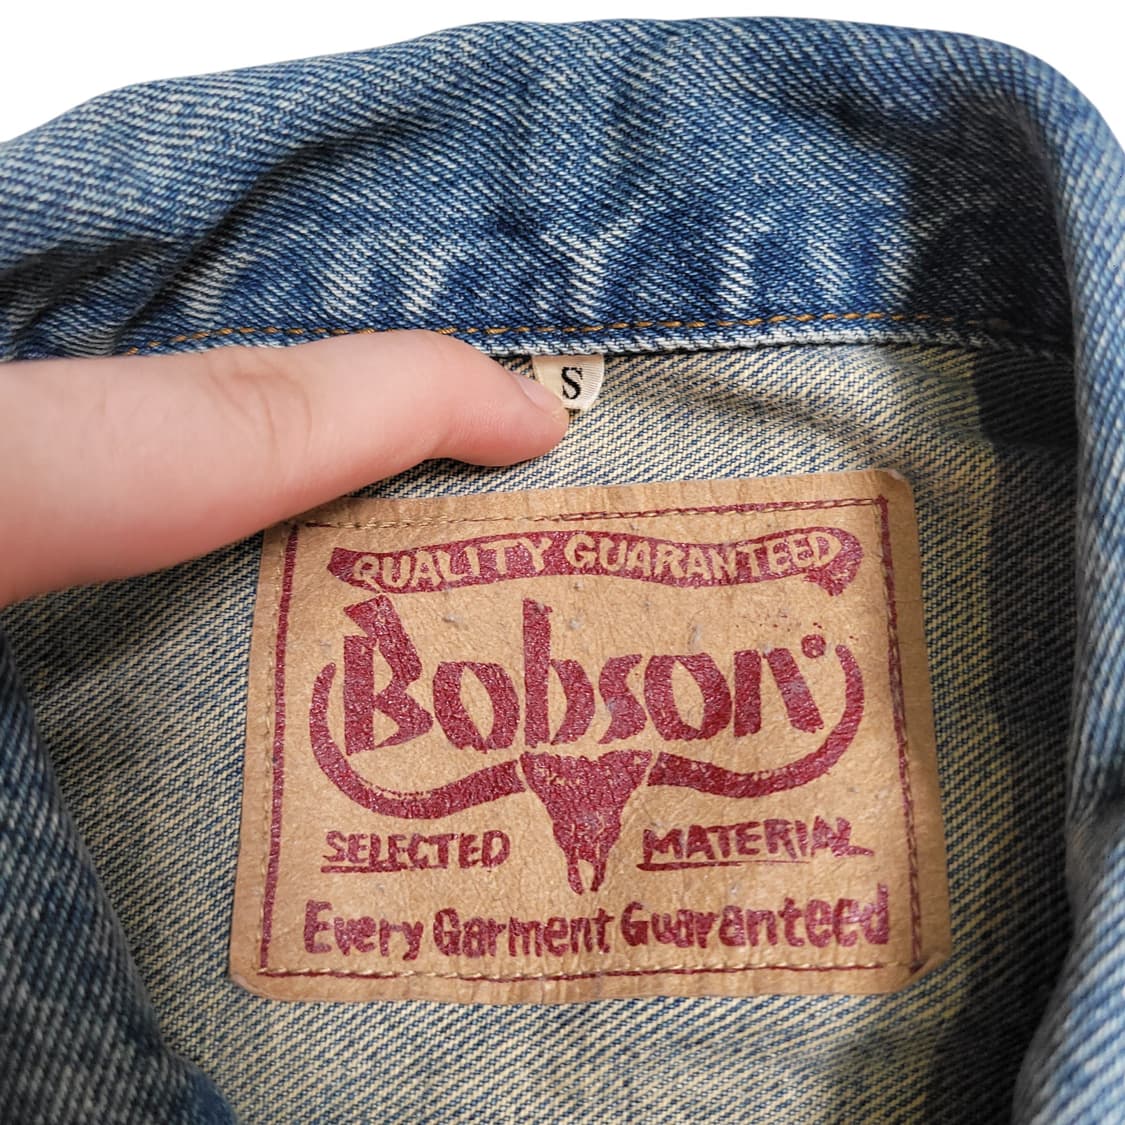 S
QUALITY GUARANTEED
Bobson
SELECTED MATERIAL
Every Garment Guaranteed